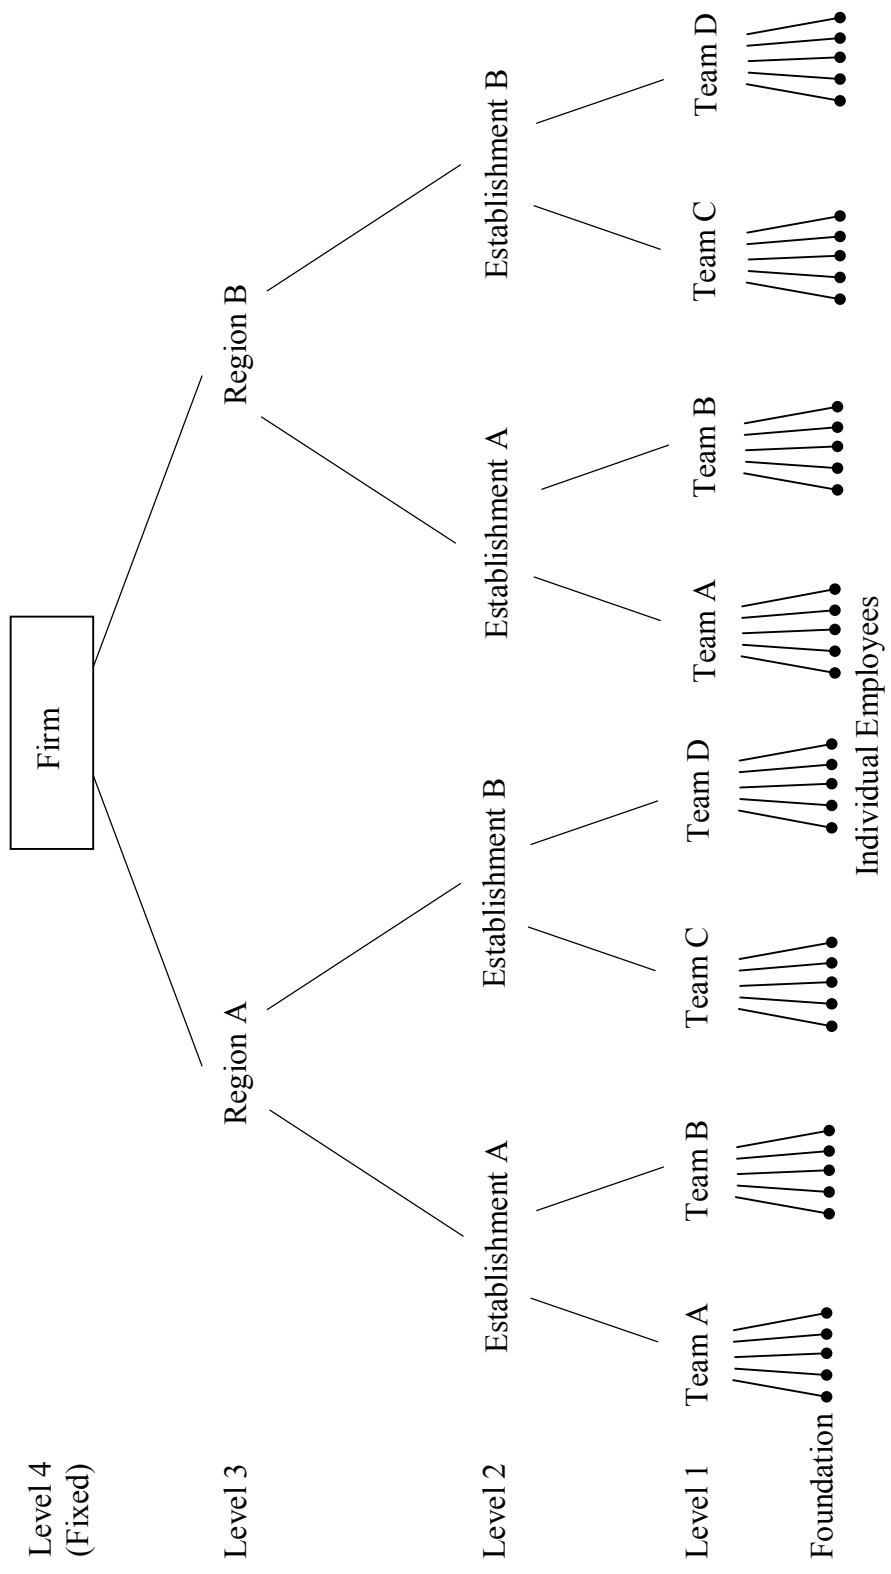 Level 4
(Fixed)
Firm
Level 3
Region A
Region B
Level 2
Establishment A
Establishment B
Establishment A
Establishment B
Level 1
Team A
Team B
Team C
Team D
Team A
Team B
Team C
Team D
Foundation
Individual Employees